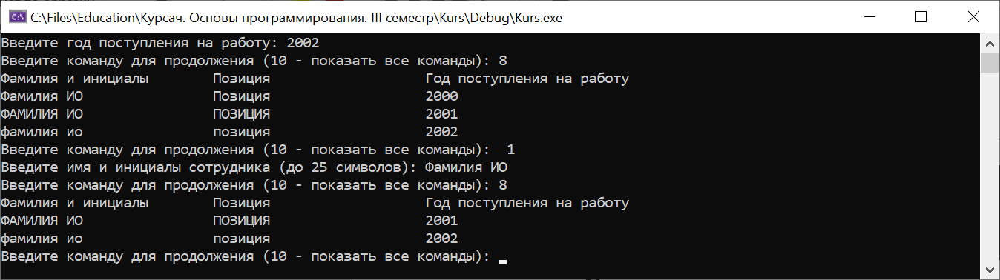 C:\Files\Education\Курсач. Основы программирования. III семестр\Kurs\Debug\Kurs.exe
Введите год поступления на работу: 2002
Введите команду для продолжения (10 - показать все команды): 8
Фамилия и инициалы Позиция Год поступления на работу
Фамилия ИО Позиция 2000
ФАМИЛИЯ ИО ПОЗИЦИЯ 2001
фамилия ио позиция 2002
Введите команду для продолжения (10 - показать все команды):  1
Введите имя и инициалы сотрудника (до 25 символов): Фамилия ИО
Введите команду для продолжения (10 - показать все команды): 8
Фамилия и инициалы Позиция Год поступления на работу
ФАМИЛИЯ ИО ПОЗИЦИЯ 2001
фамилия ио позиция 2002
Введите команду для продолжения (10 - показать все команды):